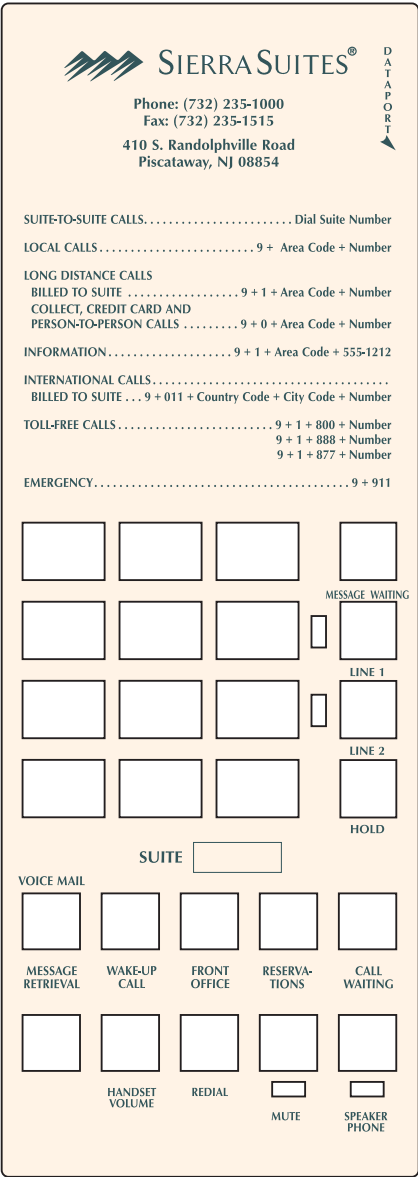 SIERRA SUITES®
DATAPORT
Phone: (732) 235-1000
Fax: (732) 235-1515
410 S. Randolphville Road
Piscataway, NJ 08854
SUITE-TO-SUITE CALLS. . . . . . . . . . . . . . . . . . . . . . Dial Suite Number
LOCAL CALLS . . . . . . . . . . . . . . . . . . . . . . . 9 + Area Code + Number
LONG DISTANCE CALLS
BILLED TO SUITE . . . . . . . . . . . . . . . . . 9 + 1 + Area Code + Number
COLLECT, CREDIT CARD AND
PERSON-TO-PERSON CALLS . . . . . . . . . 9 + 0 + Area Code + Number
INFORMATION . . . . . . . . . . . . . . . . . . 9 + 1 + Area Code + 555-1212
INTERNATIONAL CALLS. . . . . . . . . . . . . . . . . . . . . . . . . . . . . . . . . . .
BILLED TO SUITE . . . 9 + 011 + Country Code + City Code + Number
TOLL-FREE CALLS . . . . . . . . . . . . . . . . . . . . . . . 9 + 1 + 800 + Number
9 + 1 + 888 + Number
9 + 1 + 877 + Number
EMERGENCY. . . . . . . . . . . . . . . . . . . . . . . . . . . . . . . . . . . . . . . 9 + 911
MESSAGE WAITING
LINE 1
LINE 2
HOLD
SUITE
VOICE MAIL
MESSAGE RETRIEVAL
WAKE-UP CALL
FRONT OFFICE
RESERVA-TIONS
CALL WAITING
HANDSET VOLUME
REDIAL
MUTE
SPEAKER PHONE